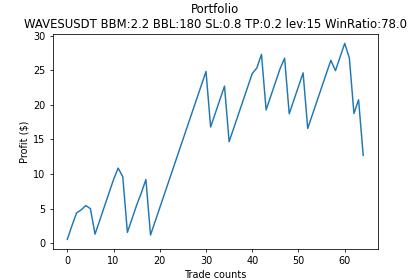 Portfolio
WAVESUSDT BBM:2.2 BBL:180 SL:0.8 TP:0.2 lev:15 WinRatio:78.0
30
25
20
15
10
5
0
Profit ($)
0 10 20 30 40 50 60
Trade counts